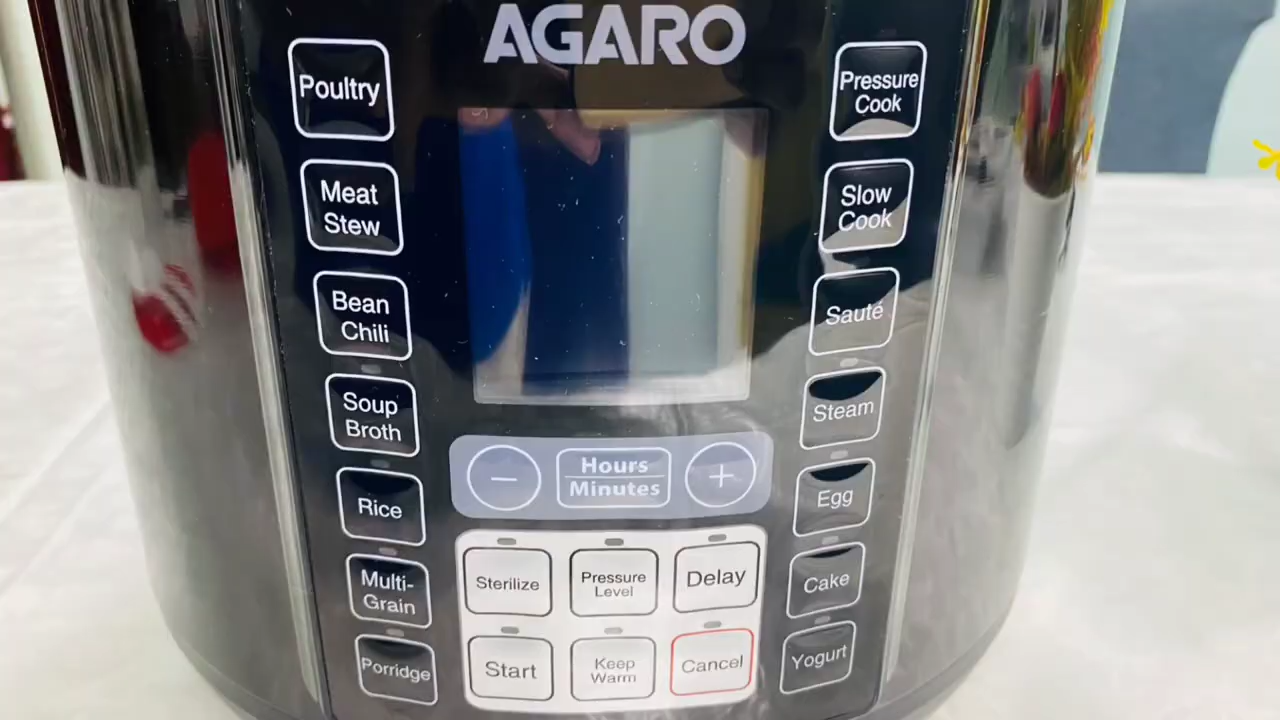 AGARO
Poultry
Meat
Stew
Bean
Chili
Soup
Broth
Rice
Multi-
Grain
Porridge
Pressure
Cook
Slow
Cook
Sauté
Steam
Egg
Cake
Yogurt
−
Hours
Minutes
+
Sterilize
Pressure
Level
Delay
Start
Keep
Warm
Cancel